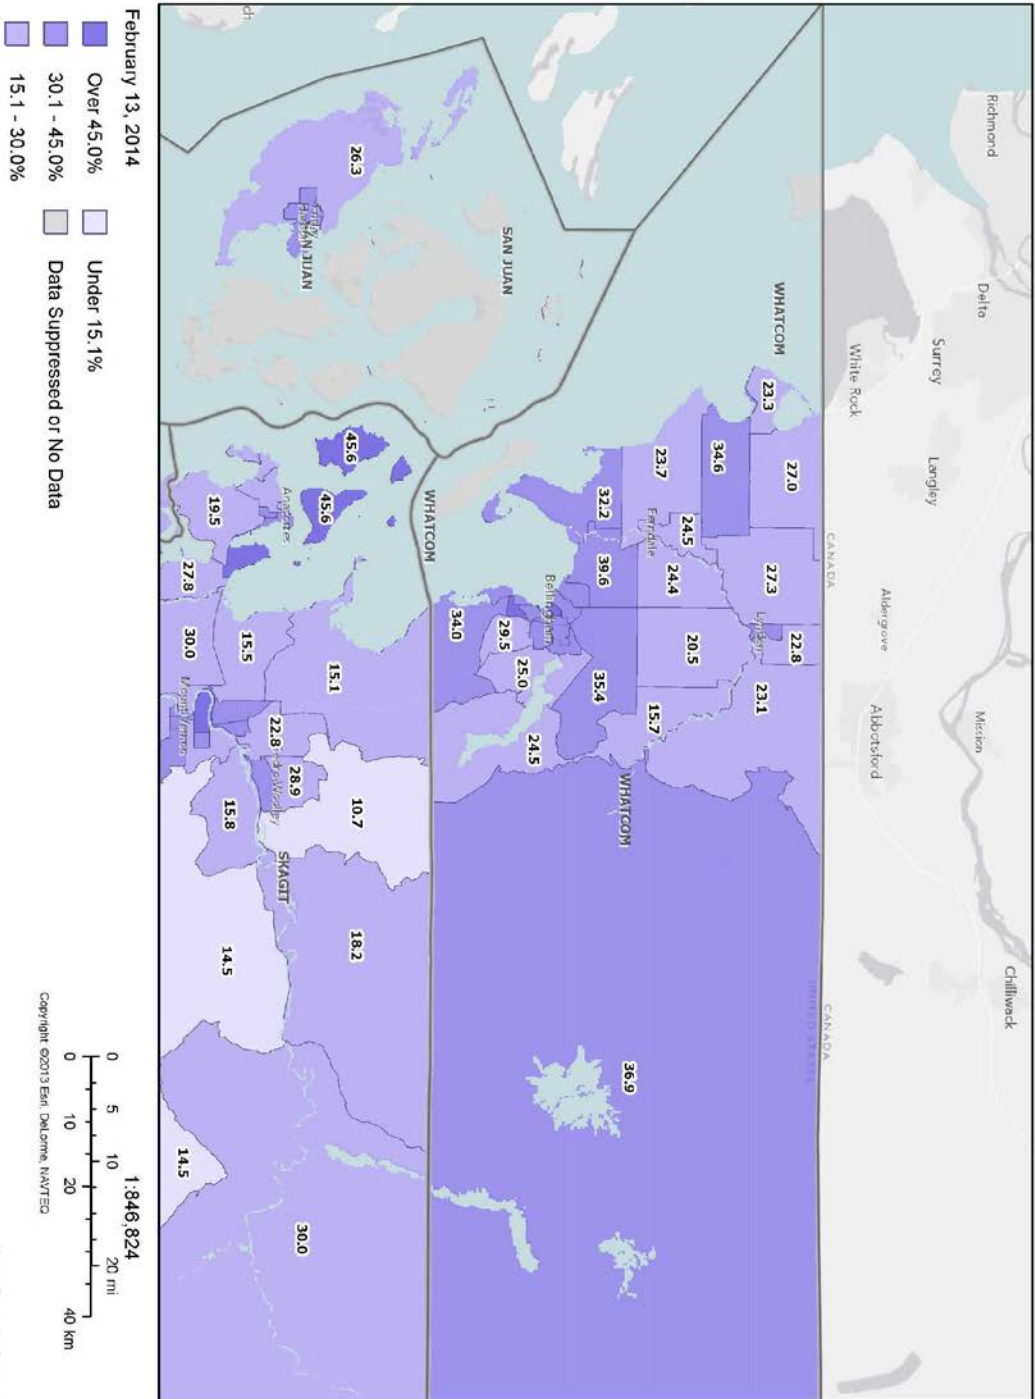 Richmond
Delta
Surrey
White Rock
Langley
Aldergrove
Abbotsford
Mission
Chilliwack
CANADA
CANADA
UNITED STATES
WHATCOM
23.3
27.0
34.6
23.7
32.2
24.5
Ferndale
27.3
24.4
39.6
Lynden
22.8
20.5
23.1
15.7
35.4
Bellingham
29.5
25.0
34.0
24.5
WHATCOM
36.9
SAN JUAN
26.3
SAN JUAN
WHATCOM
45.6
45.6
Anacortes
19.5
27.8
30.0
15.5
15.1
Mount Vernon
22.8
28.9
10.7
15.8
SKAGIT
18.2
14.5
14.5
30.0
February 13, 2014
Over 45.0%
30.1 - 45.0%
15.1 - 30.0%
Under 15.1%
Data Suppressed or No Data
1:846,824
0 5 10 20 mi
0 10 20 40 km
Copyright ©2013 Esri, DeLorme, NAVTEQ